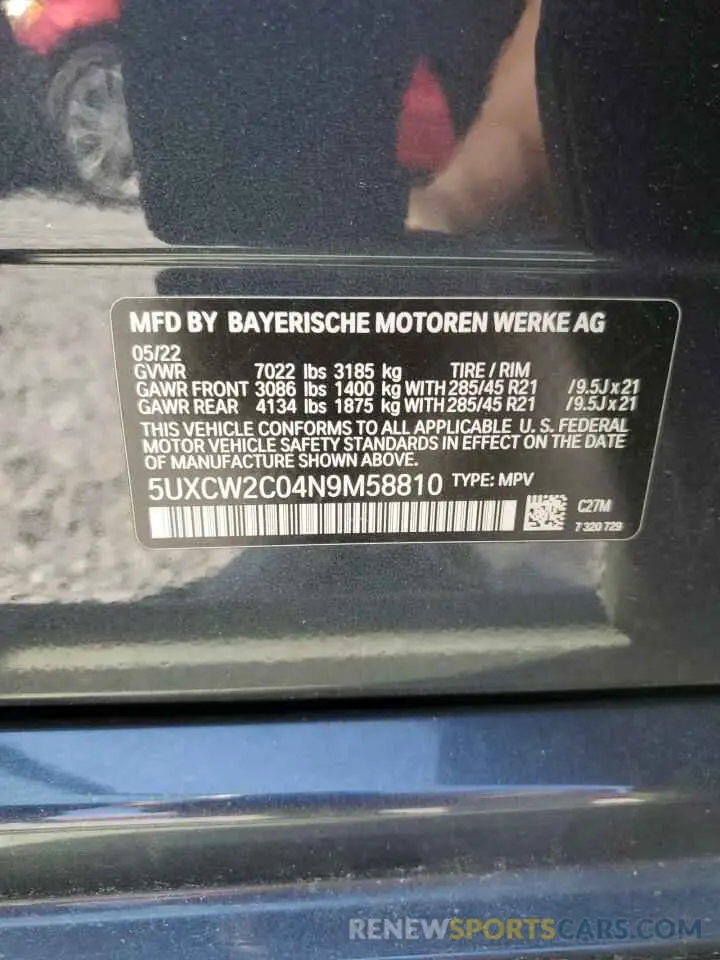 MFD BY BAYERISCHE MOTOREN WERKE AG
05/22
GVWR 7022 lbs 3185 kg TIRE / RIM
GAWR FRONT 3086 lbs 1400 kg WITH 285/45 R21 /9.5J x 21
GAWR REAR 4134 lbs 1875 kg WITH 285/45 R21 /9.5J x 21
THIS VEHICLE CONFORMS TO ALL APPLICABLE U. S. FEDERAL
MOTOR VEHICLE SAFETY STANDARDS IN EFFECT ON THE DATE
OF MANUFACTURE SHOWN ABOVE.
5UXCW2C04N9M58810 TYPE: MPV
C27M
7 320 729
RENEWSPORTSCARS.COM